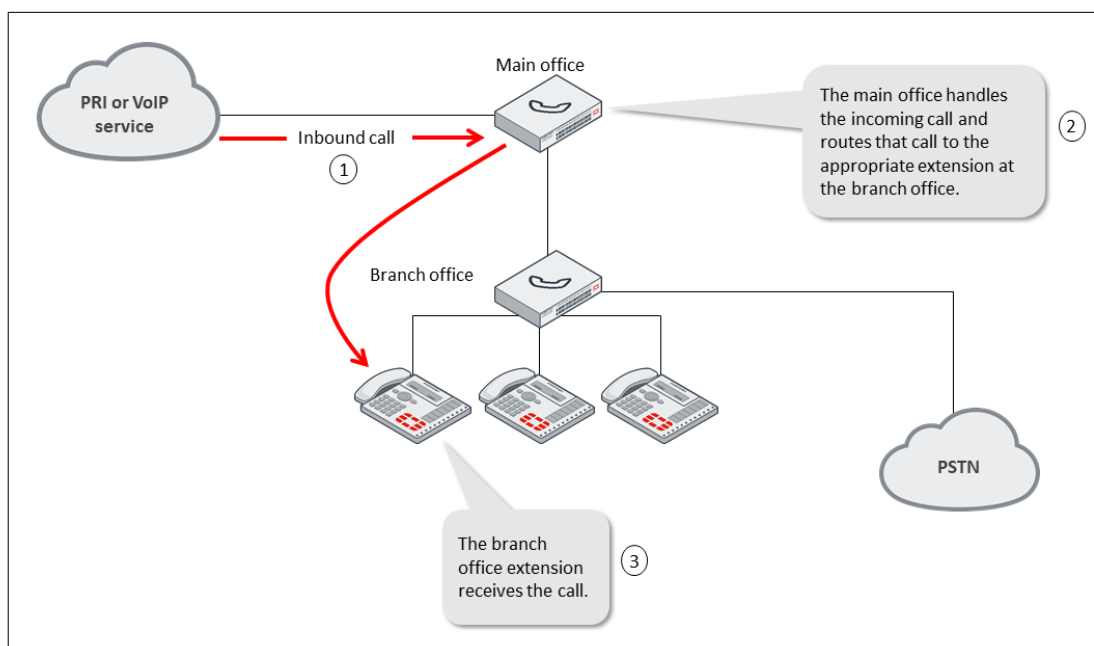 Main office
PRI or VoIP
service
Inbound call
1
The main office handles
the incoming call and
routes that call to the
appropriate extension at
the branch office.
2
Branch office
PSTN
The branch
office extension
receives the call.
3